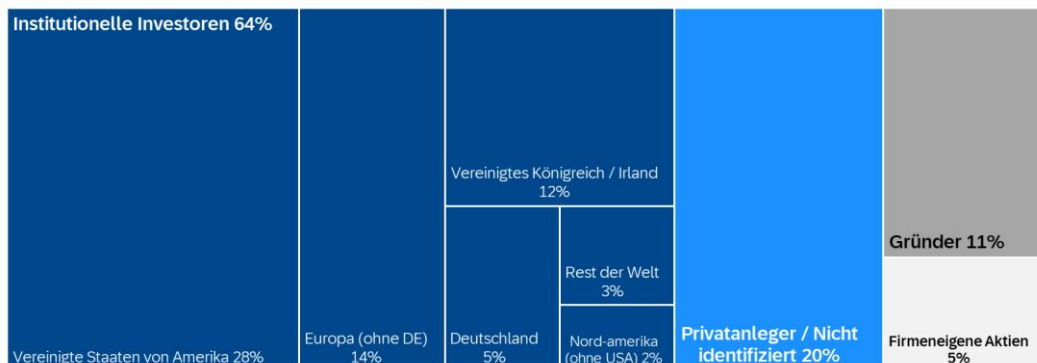 Institutionelle Investoren 64%
Vereinigte Staaten von Amerika 28%
Europa (ohne DE)
14%
Vereinigtes Königreich / Irland
12%
Deutschland
5%
Rest der Welt
3%
Nord-amerika
(ohne USA) 2%
Privatanleger / Nicht
identifiziert 20%
Gründer 11%
Firmeneigene Aktien
5%